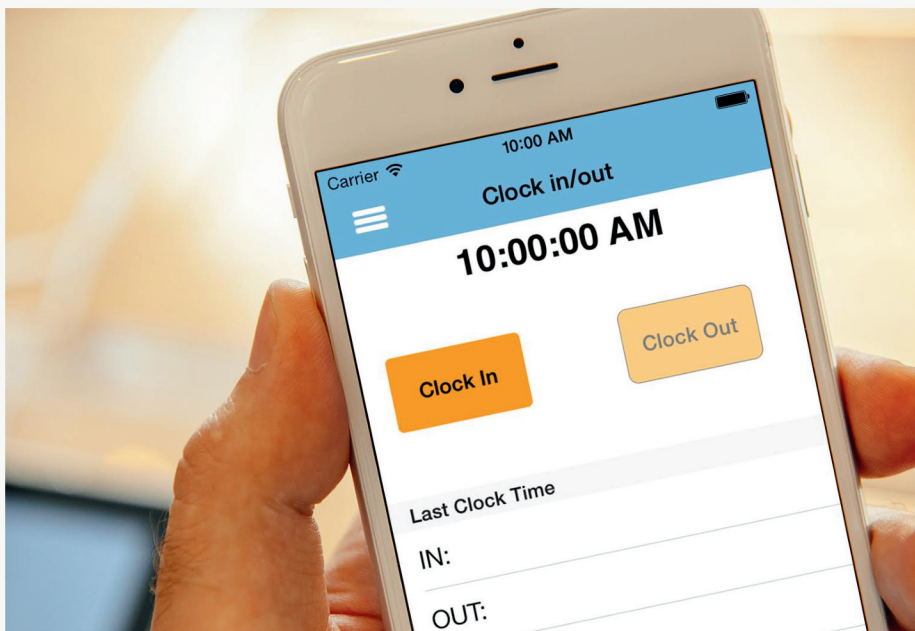 10:00 AM
Carrier
Clock in/out
10:00:00 AM
Clock In
Clock Out
Last Clock Time
IN:
OUT: